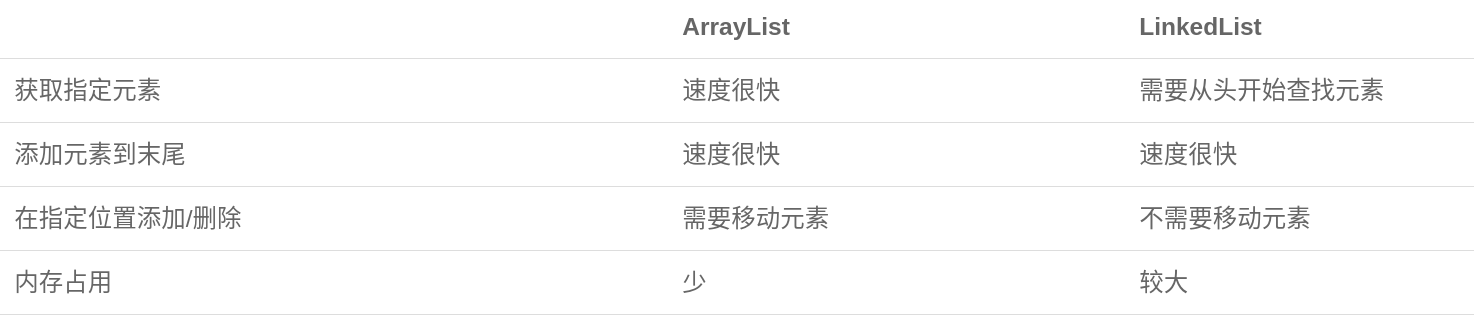 ArrayList LinkedList
获取指定元素 速度很快 需要从头开始查找元素
添加元素到末尾 速度很快 速度很快
在指定位置添加/删除 需要移动元素 不需要移动元素
内存占用 少 较大